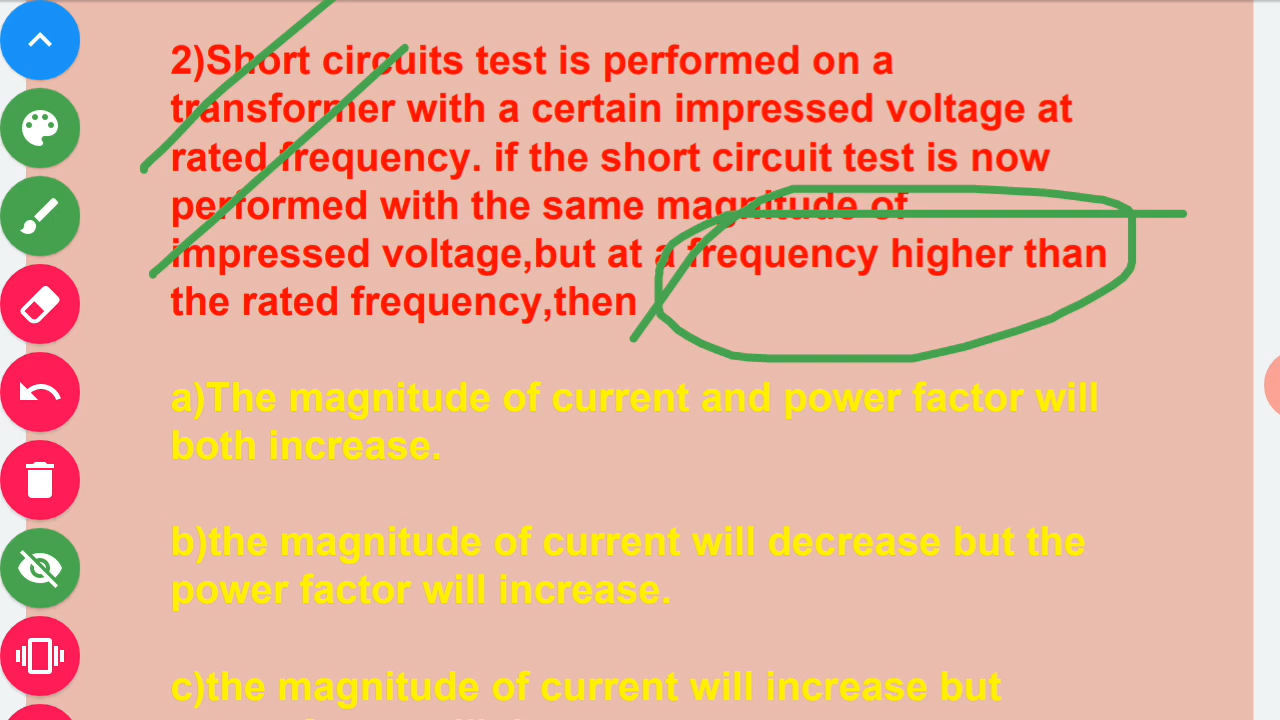 2)Short circuits test is performed on a
transformer with a certain impressed voltage at
rated frequency. if the short circuit test is now
performed with the same magnitude of
impressed voltage,but at a frequency higher than
the rated frequency,then
a)The magnitude of current and power factor will
both increase.
b)the magnitude of current will decrease but the
power factor will increase.
c)the magnitude of current will increase but